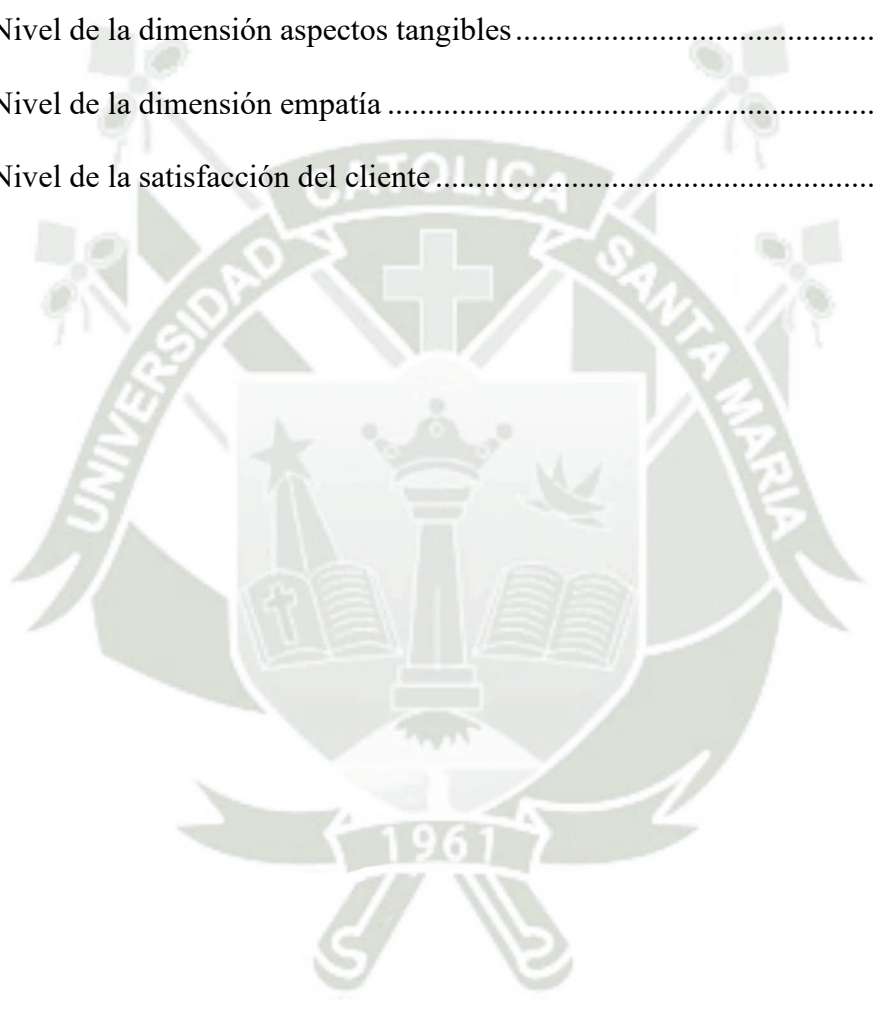 Nivel de la dimensión aspectos tangibles............................................
Nivel de la dimensión empatía............................................................
Nivel de la satisfacción del cliente......................................................
CATOLICA
UNIVERSIDAD
SANTA MARIA
1961